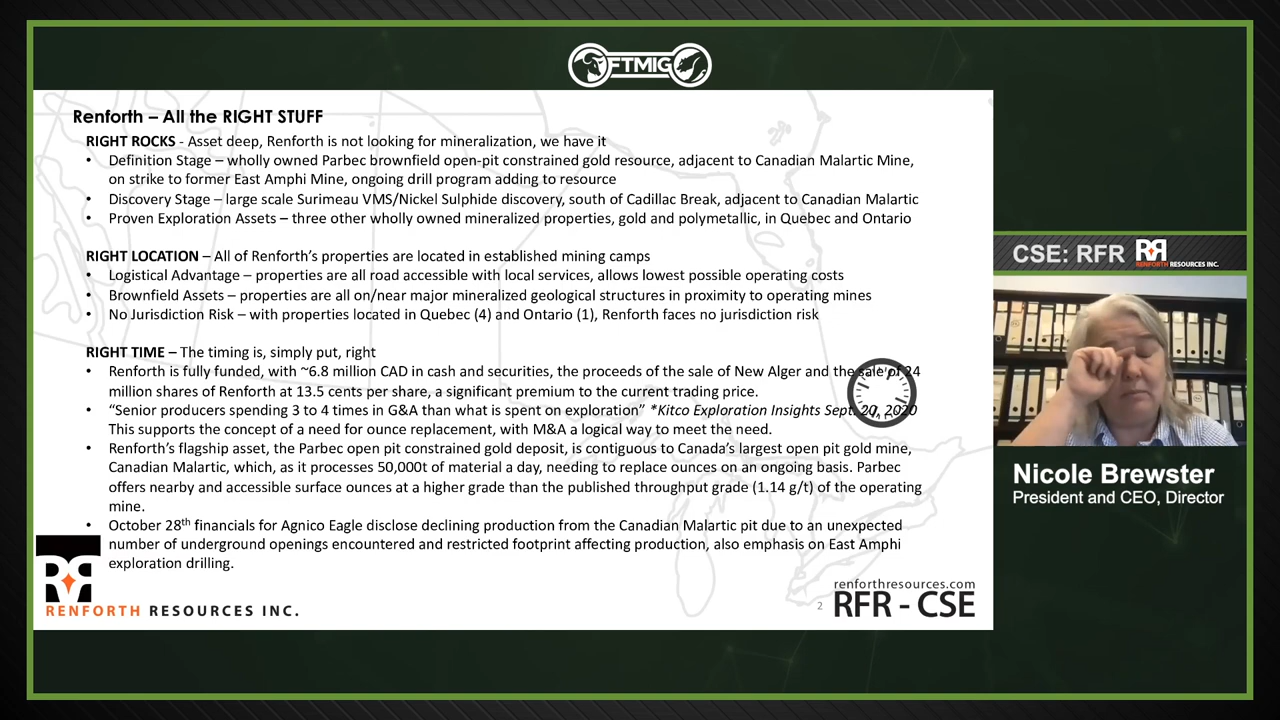 FTMIG
Renforth – All the RIGHT STUFF
RIGHT ROCKS - Asset deep, Renforth is not looking for mineralization, we have it
• Definition Stage – wholly owned Parbec brownfield open-pit constrained gold resource, adjacent to Canadian Malartic Mine,
on strike to former East Amphi Mine, ongoing drill program adding to resource
• Discovery Stage – large scale Surimeau VMS/Nickel Sulphide discovery, south of Cadillac Break, adjacent to Canadian Malartic
• Proven Exploration Assets – three other wholly owned mineralized properties, gold and polymetallic, in Quebec and Ontario
RIGHT LOCATION – All of Renforth's properties are located in established mining camps
• Logistical Advantage – properties are all road accessible with local services, allows lowest possible operating costs
• Brownfield Assets – properties are all on/near major mineralized geological structures in proximity to operating mines
• No Jurisdiction Risk – with properties located in Quebec (4) and Ontario (1), Renforth faces no jurisdiction risk
RIGHT TIME – The timing is, simply put, right
• Renforth is fully funded, with ~6.8 million CAD in cash and securities, the proceeds of the sale of New Alger and the sale of 24
million shares of Renforth at 13.5 cents per share, a significant premium to the current trading price.
• “Senior producers spending 3 to 4 times in G&A than what is spent on exploration” *Kitco Exploration Insights Sept. 20, 2020
This supports the concept of a need for ounce replacement, with M&A a logical way to meet the need.
• Renforth's flagship asset, the Parbec open pit constrained gold deposit, is contiguous to Canada's largest open pit gold mine,
Canadian Malartic, which, as it processes 50,000t of material a day, needing to replace ounces on an ongoing basis. Parbec
offers nearby and accessible surface ounces at a higher grade than the published throughput grade (1.14 g/t) of the operating
mine.
• October 28th financials for Agnico Eagle disclose declining production from the Canadian Malartic pit due to an unexpected
number of underground openings encountered and restricted footprint affecting production, also emphasis on East Amphi
exploration drilling.
RENFORTH RESOURCES INC.
renforthresources.com
2
RFR - CSE
CSE: RFR
RENFORTH RESOURCES INC.
Nicole Brewster
President and CEO, Director